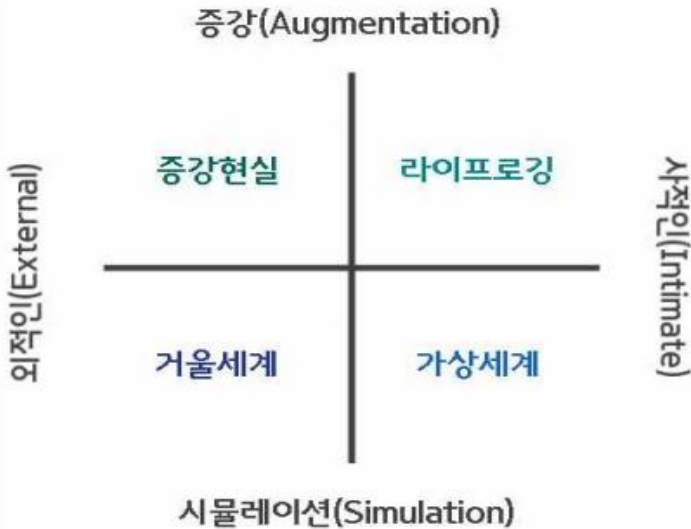 증강(Augmentation)
증강현실
라이프로깅
외적인(External)
사적인(Intimate)
거울세계
가상세계
시뮬레이션(Simulation)